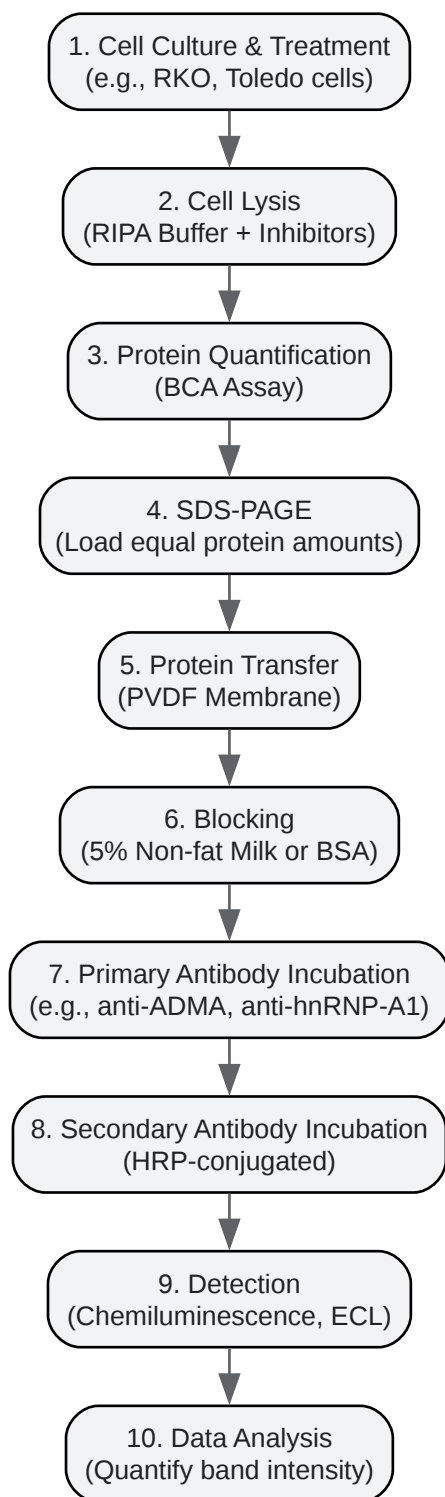 1. Cell Culture & Treatment
(e.g., RKO, Toledo cells)
2. Cell Lysis
(RIPA Buffer + Inhibitors)
3. Protein Quantification
(BCA Assay)
4. SDS-PAGE
(Load equal protein amounts)
5. Protein Transfer
(PVDF Membrane)
6. Blocking
(5% Non-fat Milk or BSA)
7. Primary Antibody Incubation
(e.g., anti-ADMA, anti-hnRNP-A1)
8. Secondary Antibody Incubation
(HRP-conjugated)
9. Detection
(Chemiluminescence, ECL)
10. Data Analysis
(Quantify band intensity)